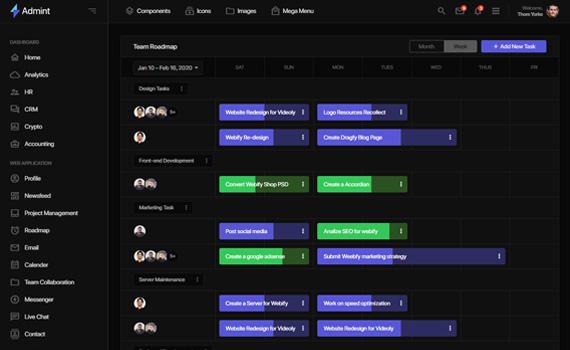 Admint
Components
Icons
Images
Mega Menu
Welcome,
Thom Yorke
DASHBOARD
Home
Analytics
HR
CRM
Crypto
Accounting
WEB APPLICATION
Profile
Newsfeed
Project Management
Roadmap
Email
Calender
Team Collaboration
Messenger
Live Chat
Contact
Team Roadmap
Month
Week
+ Add New Task
Jan 10 – Feb 16, 2020
SAT
SUN
MON
TUES
WED
THUS
FRI
Design Tasks
5+
Website Redesign for Videoly
Logo Resources Recollect
Webify Re-design
Create Dragfy Blog Page
Front-end Development
Convert Webify Shop PSD
Create a Accordian
Marketing Task
Post social media
Analize SEO for webify
5+
Create a google adsense
Submit Weebfy marketing strategy
Server Maintenance
Create a Server for Webify
Work on speed optimization
Website Redesign for Videoly
Website Redesign for Videoly